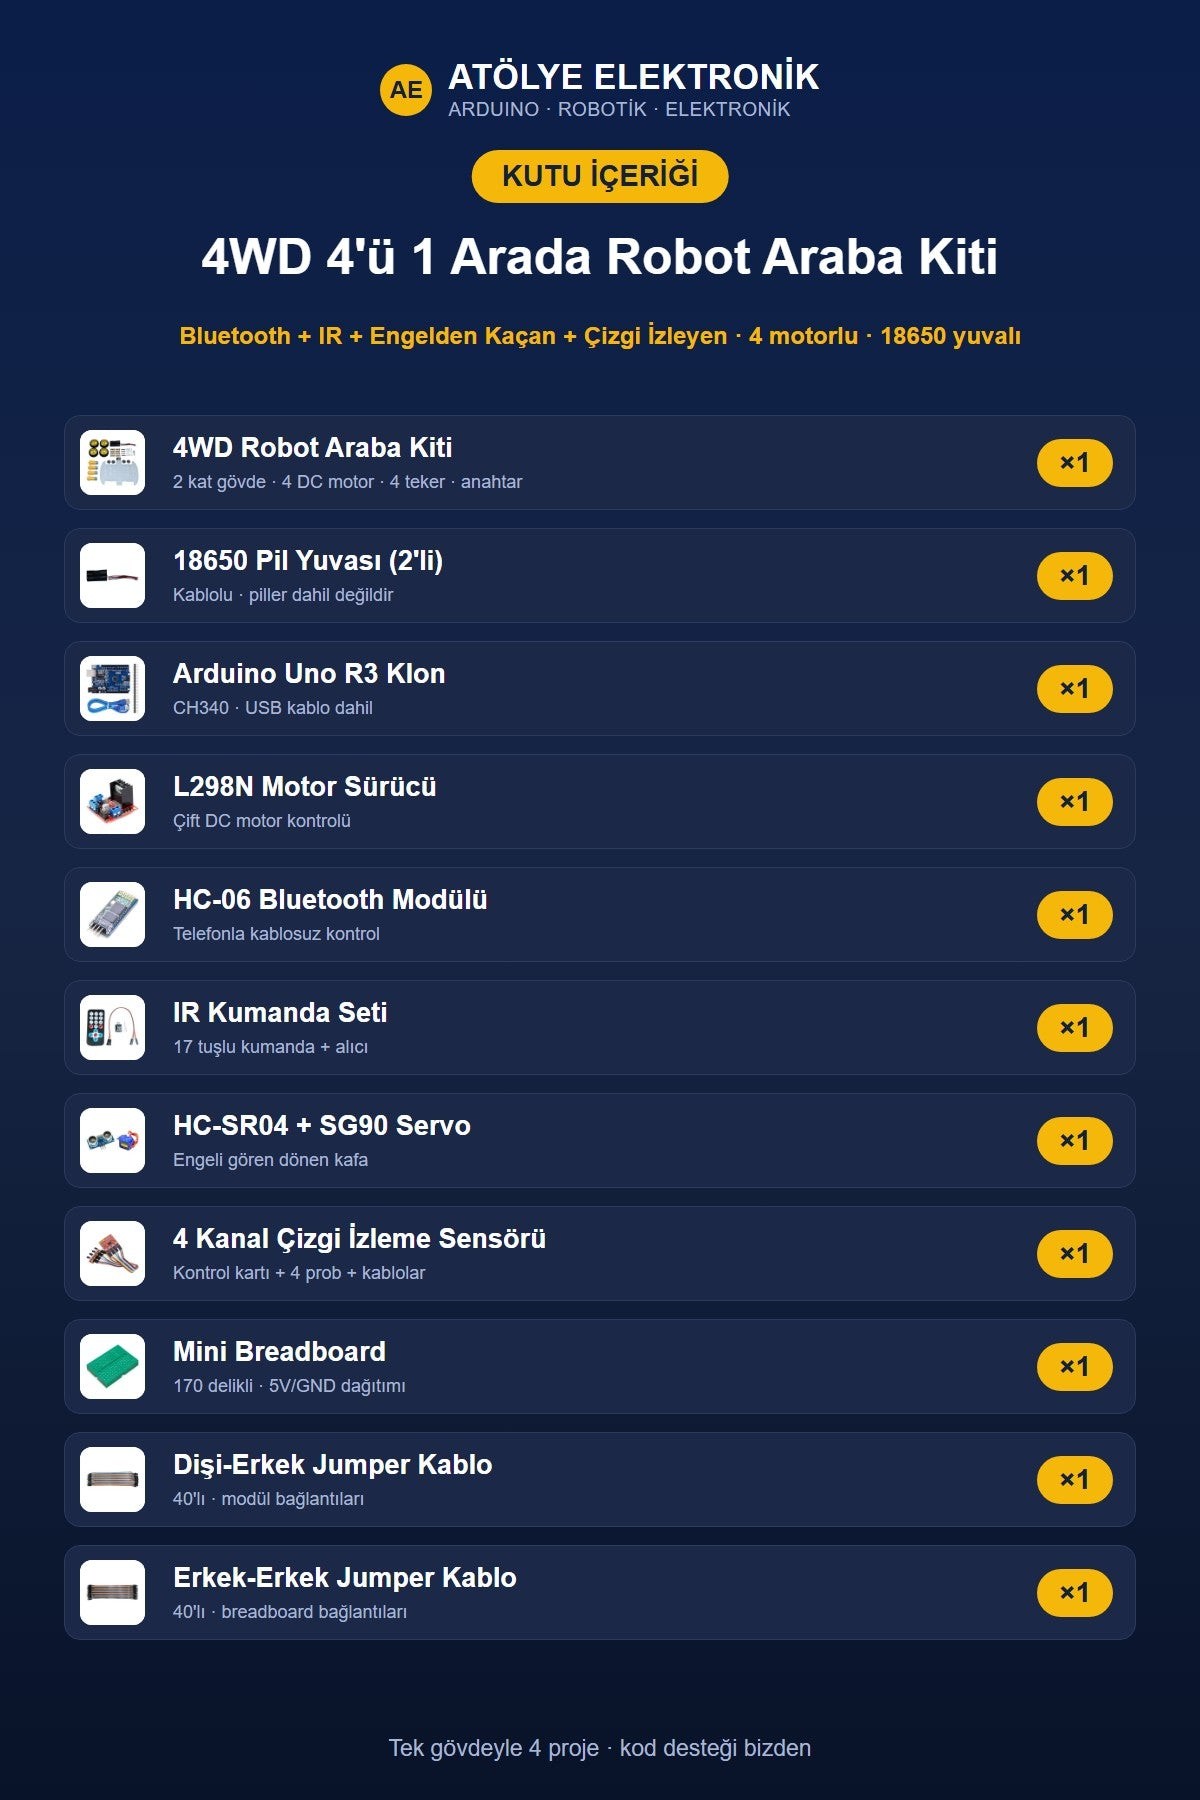 AE
ATÖLYE ELEKTRONİK
ARDUINO · ROBOTİK · ELEKTRONİK
KUTU İÇERİĞİ
4WD 4'ü 1 Arada Robot Araba Kiti
Bluetooth + IR + Engelden Kaçan + Çizgi İzleyen · 4 motorlu · 18650 yuvalı
4WD Robot Araba Kiti
2 kat gövde · 4 DC motor · 4 teker · anahtar
×1
18650 Pil Yuvası (2'li)
Kablolu · piller dahil değildir
×1
Arduino Uno R3 Klon
CH340 · USB kablo dahil
×1
L298N Motor Sürücü
Çift DC motor kontrolü
×1
HC-06 Bluetooth Modülü
Telefonla kablosuz kontrol
×1
IR Kumanda Seti
17 tuşlu kumanda + alıcı
×1
HC-SR04 + SG90 Servo
Engeli gören dönen kafa
×1
4 Kanal Çizgi İzleme Sensörü
Kontrol kartı + 4 prob + kablolar
×1
Mini Breadboard
170 delikli · 5V/GND dağıtımı
×1
Dişi-Erkek Jumper Kablo
40'lı · modül bağlantıları
×1
Erkek-Erkek Jumper Kablo
40'lı · breadboard bağlantıları
×1
Tek gövdeyle 4 proje · kod desteği bizden